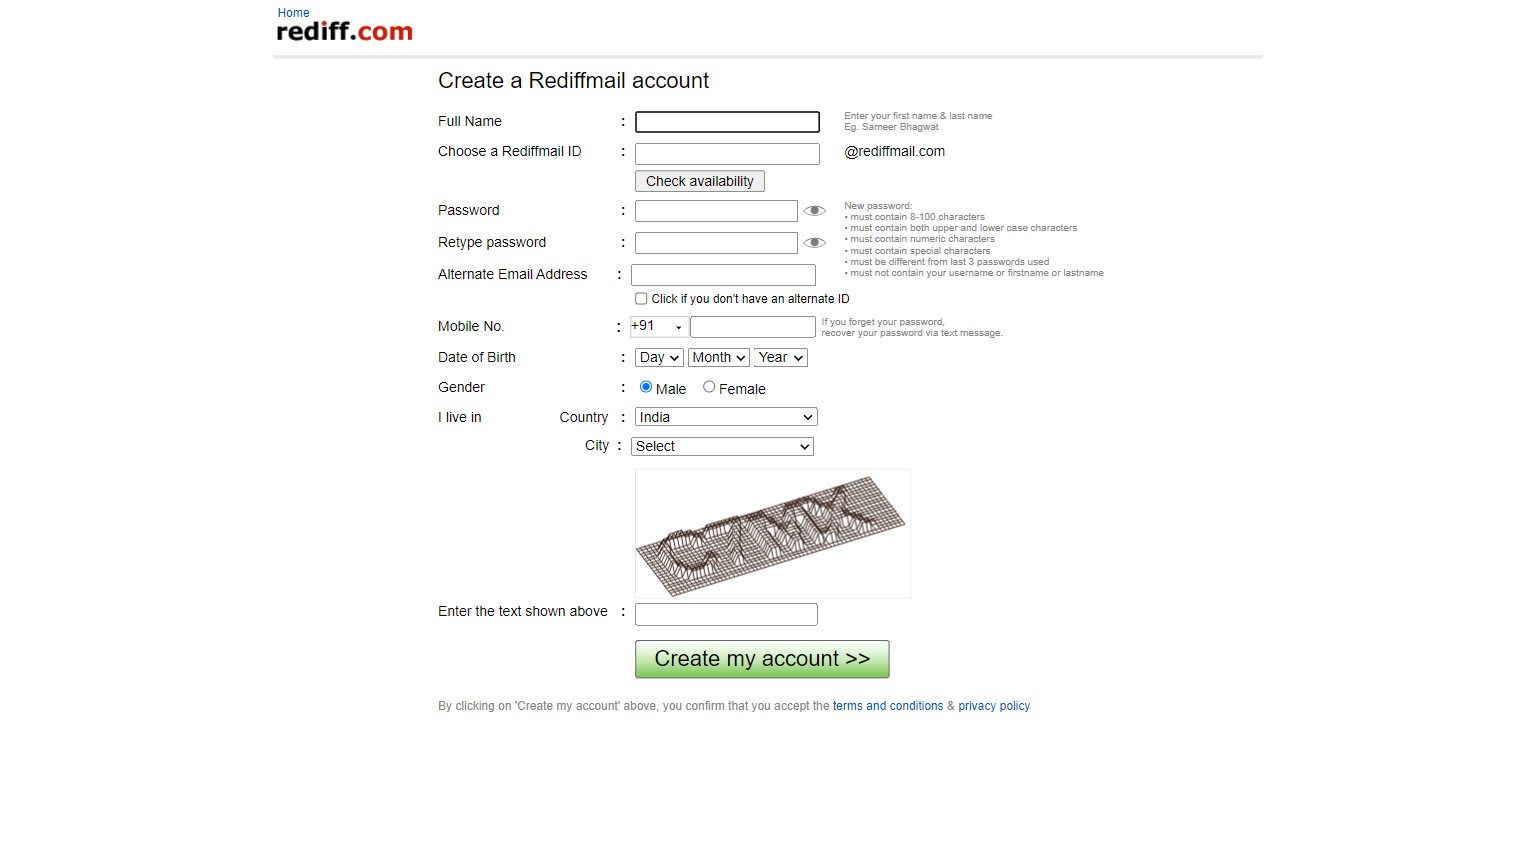 Home
rediff.com
Create a Rediffmail account
Full Name :
Enter your first name & last name
Eg. Sameer Bhagwat
Choose a Rediffmail ID : @rediffmail.com
Check availability
Password :
Retype password :
New password:
• must contain 8-100 characters
• must contain both upper and lower case characters
• must contain numeric characters
• must contain special characters
• must be different from last 3 passwords used
• must not contain your username or firstname or lastname
Alternate Email Address :
Click if you don't have an alternate ID
Mobile No. : +91
If you forget your password,
recover your password via text message.
Date of Birth : Day Month Year
Gender : Male Female
I live in Country : India
City : Select
Enter the text shown above :
Create my account >>
By clicking on 'Create my account' above, you confirm that you accept the terms and conditions & privacy policy